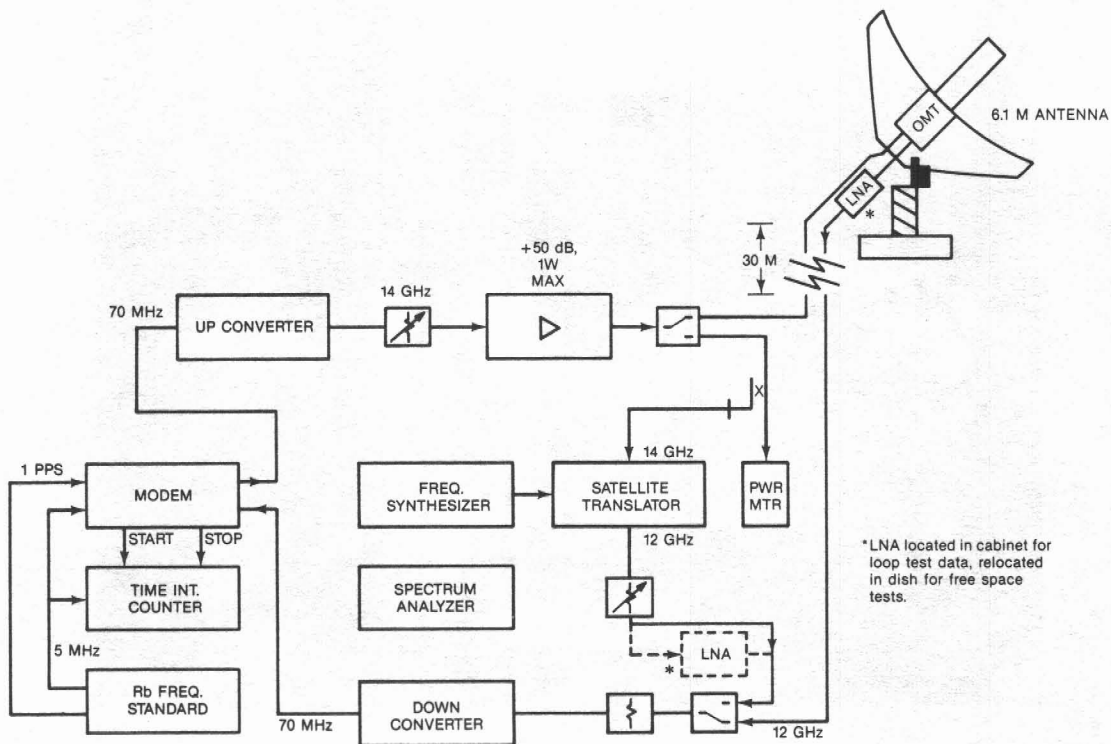 OMT
6.1 M ANTENNA
LNA
*
30 M
+50 dB,
1W
MAX
14 GHz
70 MHz
UP CONVERTER
X
1 PPS
14 GHz
MODEM
FREQ.
SYNTHESIZER
SATELLITE
TRANSLATOR
PWR
MTR
START
STOP
12 GHz
*LNA located in cabinet for
loop test data, relocated
in dish for free space
tests.
TIME INT.
COUNTER
SPECTRUM
ANALYZER
5 MHz
LNA
*
Rb FREQ.
STANDARD
70 MHz
DOWN
CONVERTER
12 GHz